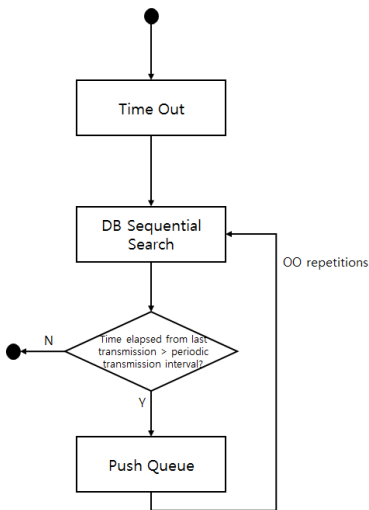 Time Out
DB Sequential
Search
OO repetitions
Time elapsed from last
transmission > periodic
transmission interval?
N
Y
Push Queue